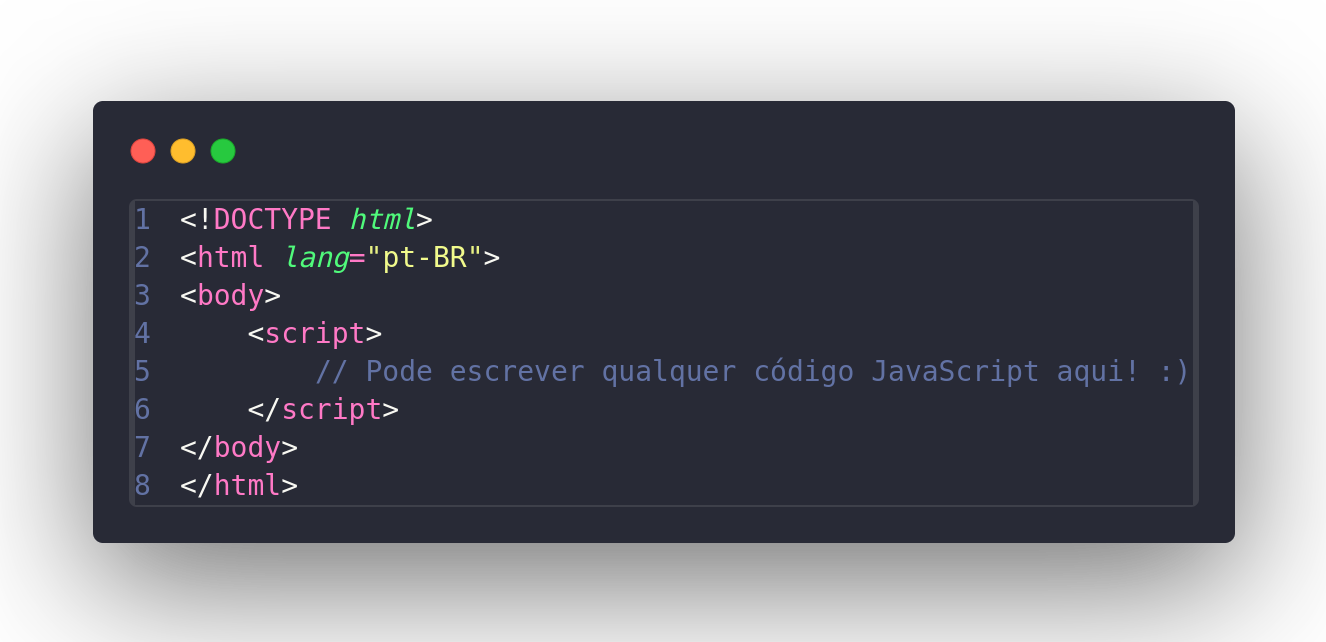 1 <!DOCTYPE html>
2 <html lang="pt-BR">
3 <body>
4     <script>
5         // Pode escrever qualquer código JavaScript aqui! :)
6     </script>
7 </body>
8 </html>